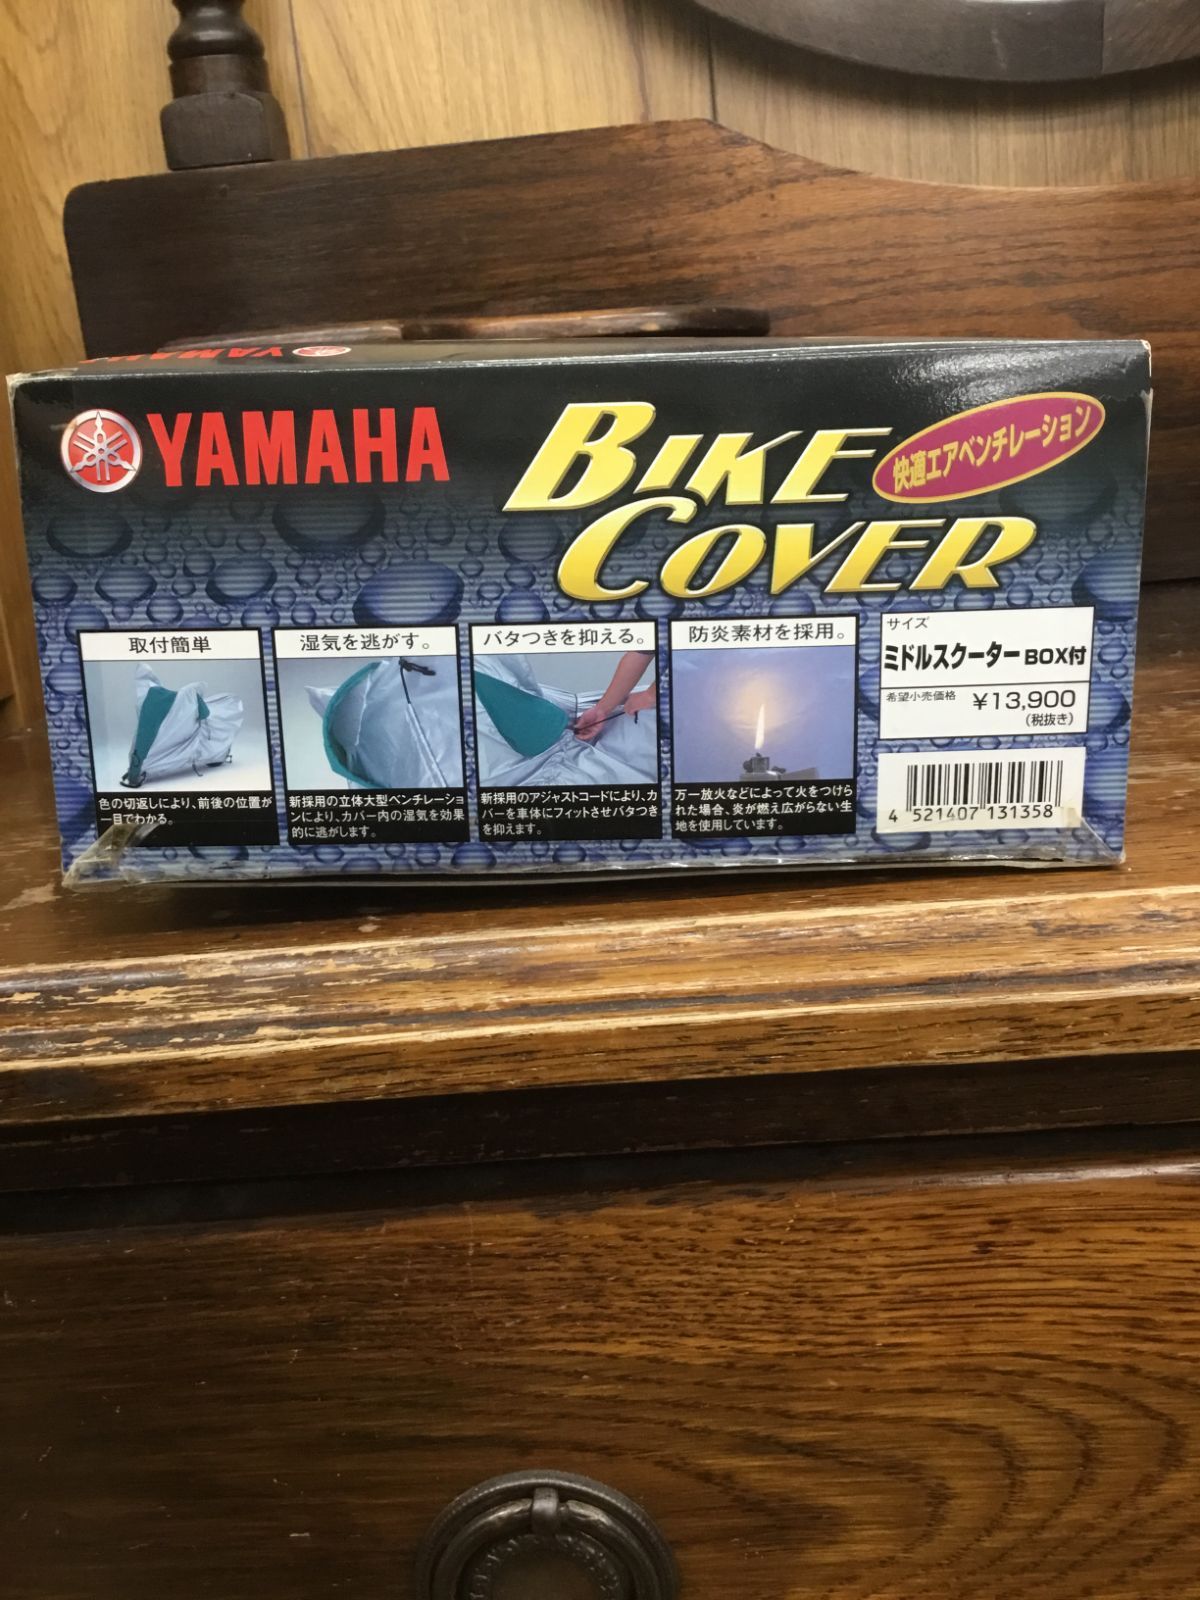 YAMAHA
YAMAHA
BIKE
COVER
快適エアベンチレーション
取付簡単
色の切返しにより、前後の位置が
一目でわかる。
湿気を逃がす。
新採用の立体大型ベンチレーショ
ンにより、カバー内の湿気を効果
的に逃がします。
バタつきを抑える。
新採用のアジャストコードにより、カ
バーを車体にフィットさせバタつき
を抑えます。
防炎素材を採用。
万一放火などによって火をつけら
れた場合、炎が燃え広がらない生
地を使用しています。
サイズ
ミドルスクーター BOX付
希望小売価格 ¥13,900
(税抜き)
4 521407 131358